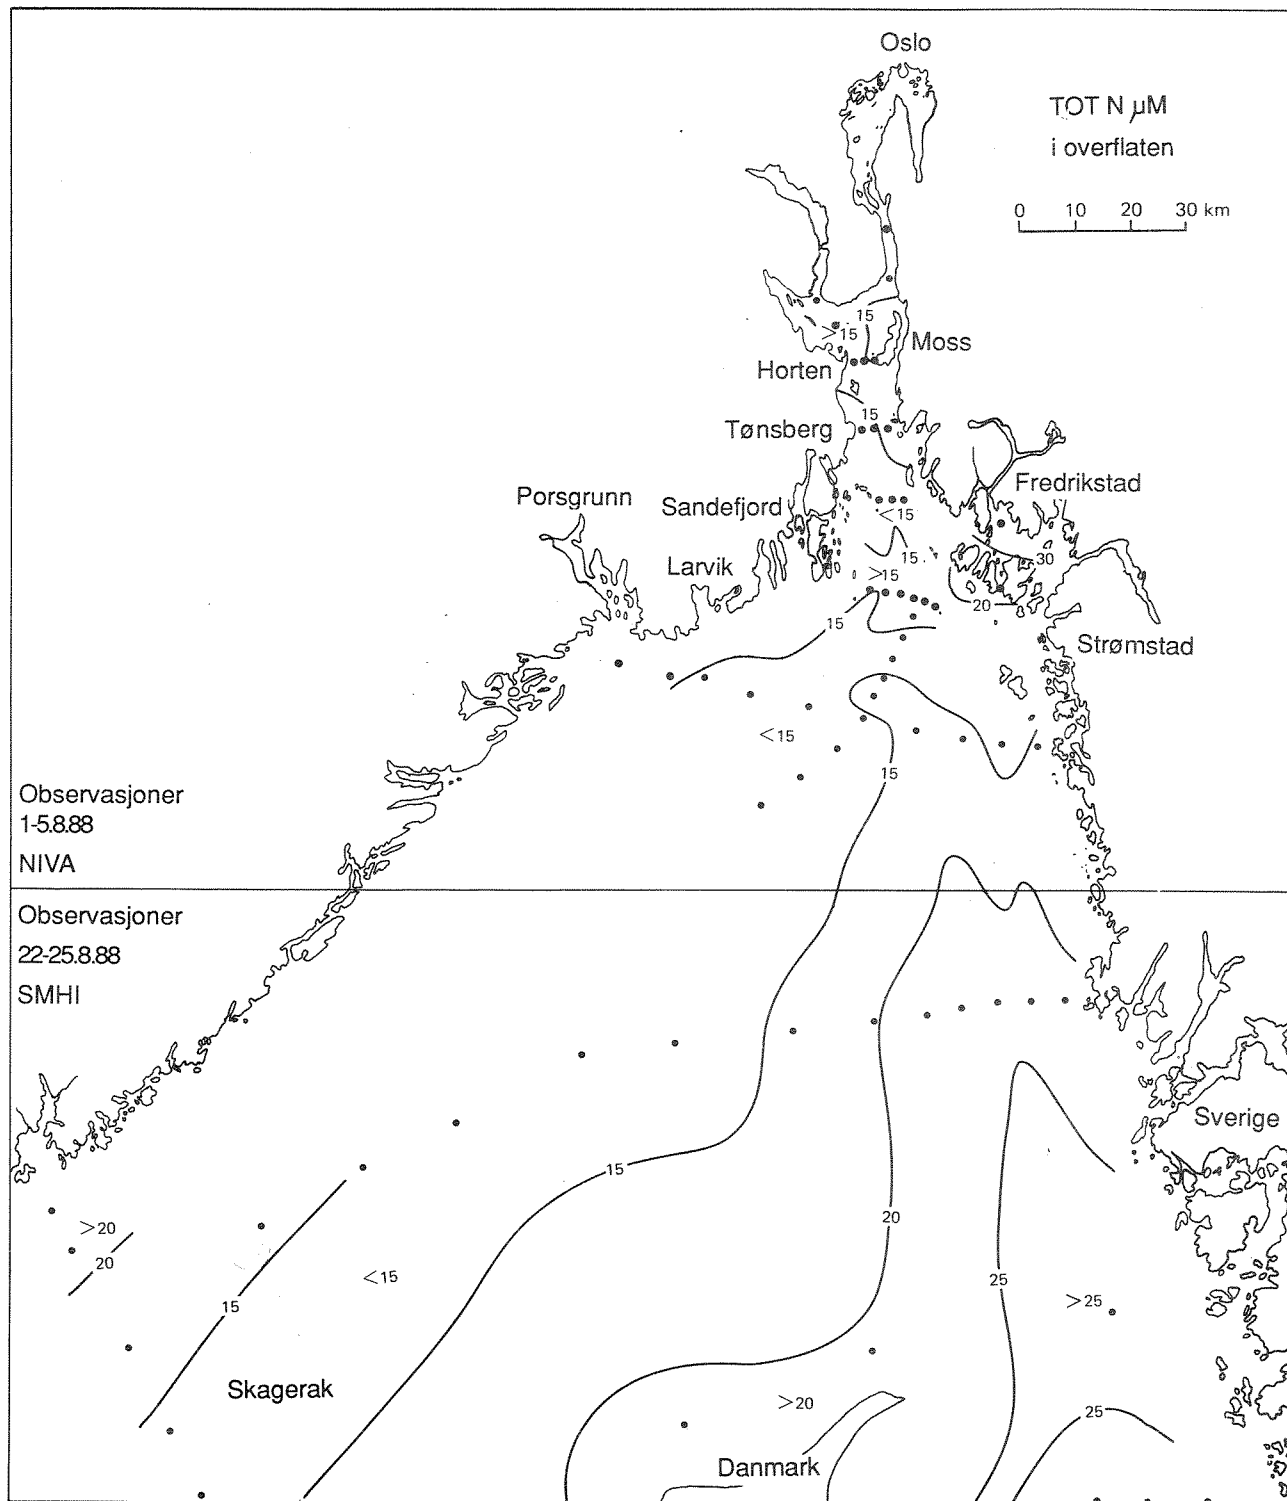 Oslo
TOT N µM
i overflaten
0 10 20 30 km
15
>15
Moss
Horten
15
Tønsberg
Fredrikstad
Porsgrunn
Sandefjord
<15
15
30
Larvik
>15
20
15
Strømstad
<15
15
Observasjoner
1-5.8.88
NIVA
Observasjoner
22-25.8.88
SMHI
Sverige
15
20
>20
20
<15
25
>25
15
Skagerak
>20
25
Danmark